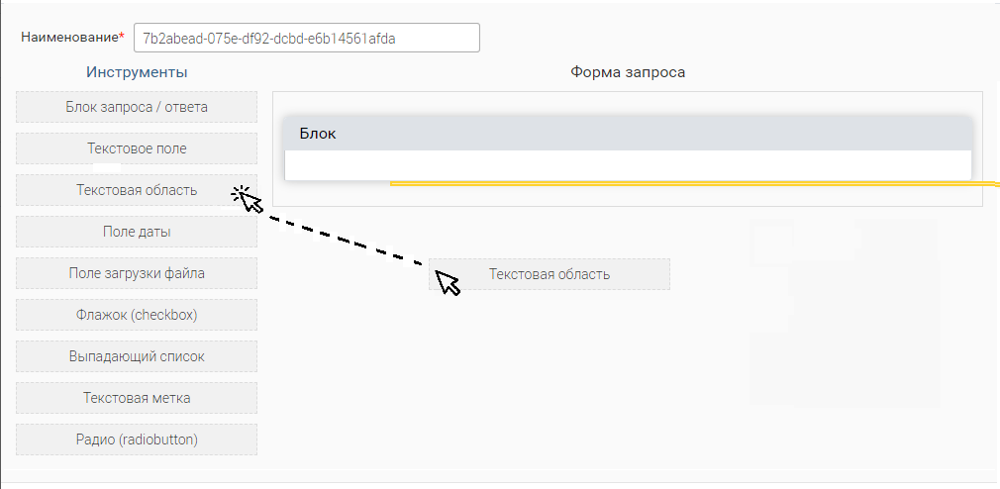 Наименование* 7b2abead-075e-df92-dcbd-e6b14561afda
Инструменты
Форма запроса
Блок запроса / ответа
Текстовое поле
Текстовая область
Поле даты
Поле загрузки файла
Флажок (checkbox)
Выпадающий список
Текстовая метка
Радио (radiobutton)
Блок
Текстовая область